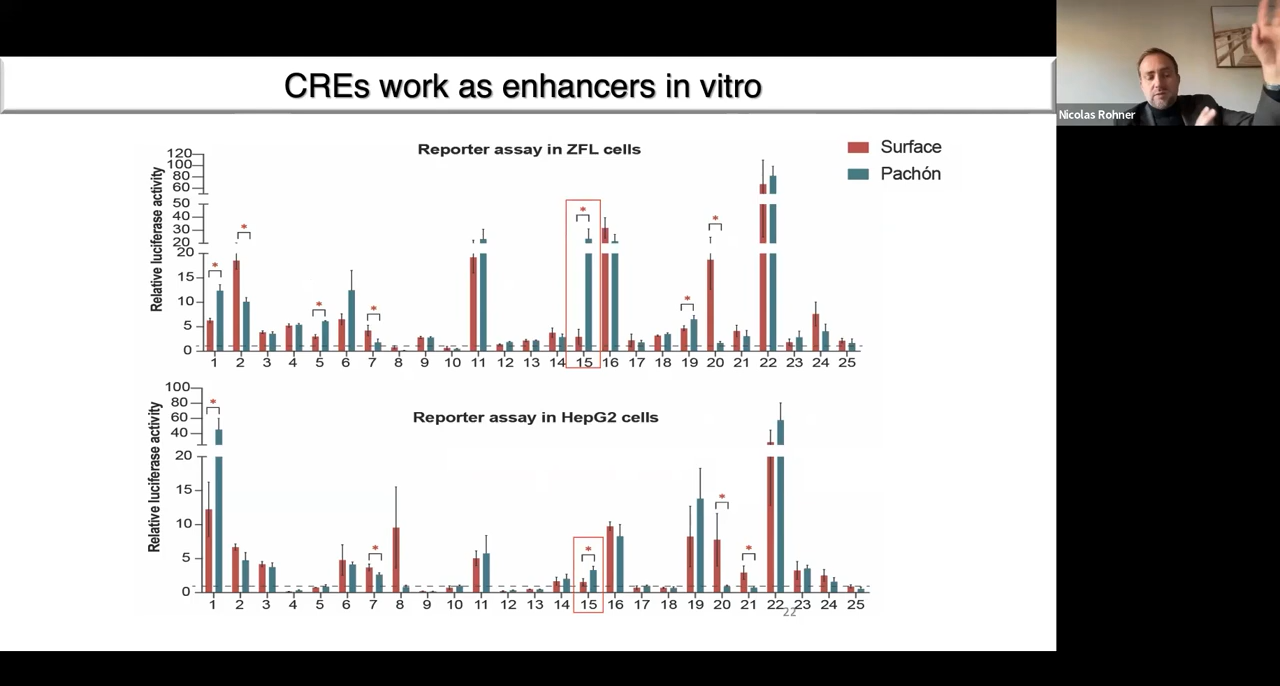 CREs work as enhancers in vitro
Nicolas Rohner
Surface
Pachón
Reporter assay in ZFL cells
Relative luciferase activity
120
100
80
60
50
40
30
20
20
15
10
5
0
* * * * * * *
1 2 3 4 5 6 7 8 9 10 11 12 13 14 15 16 17 18 19 20 21 22 23 24 25
Reporter assay in HepG2 cells
Relative luciferase activity
100
80
60
40
20
15
10
5
0
* * * * *
1 2 3 4 5 6 7 8 9 10 11 12 13 14 15 16 17 18 19 20 21 22 23 24 25
22